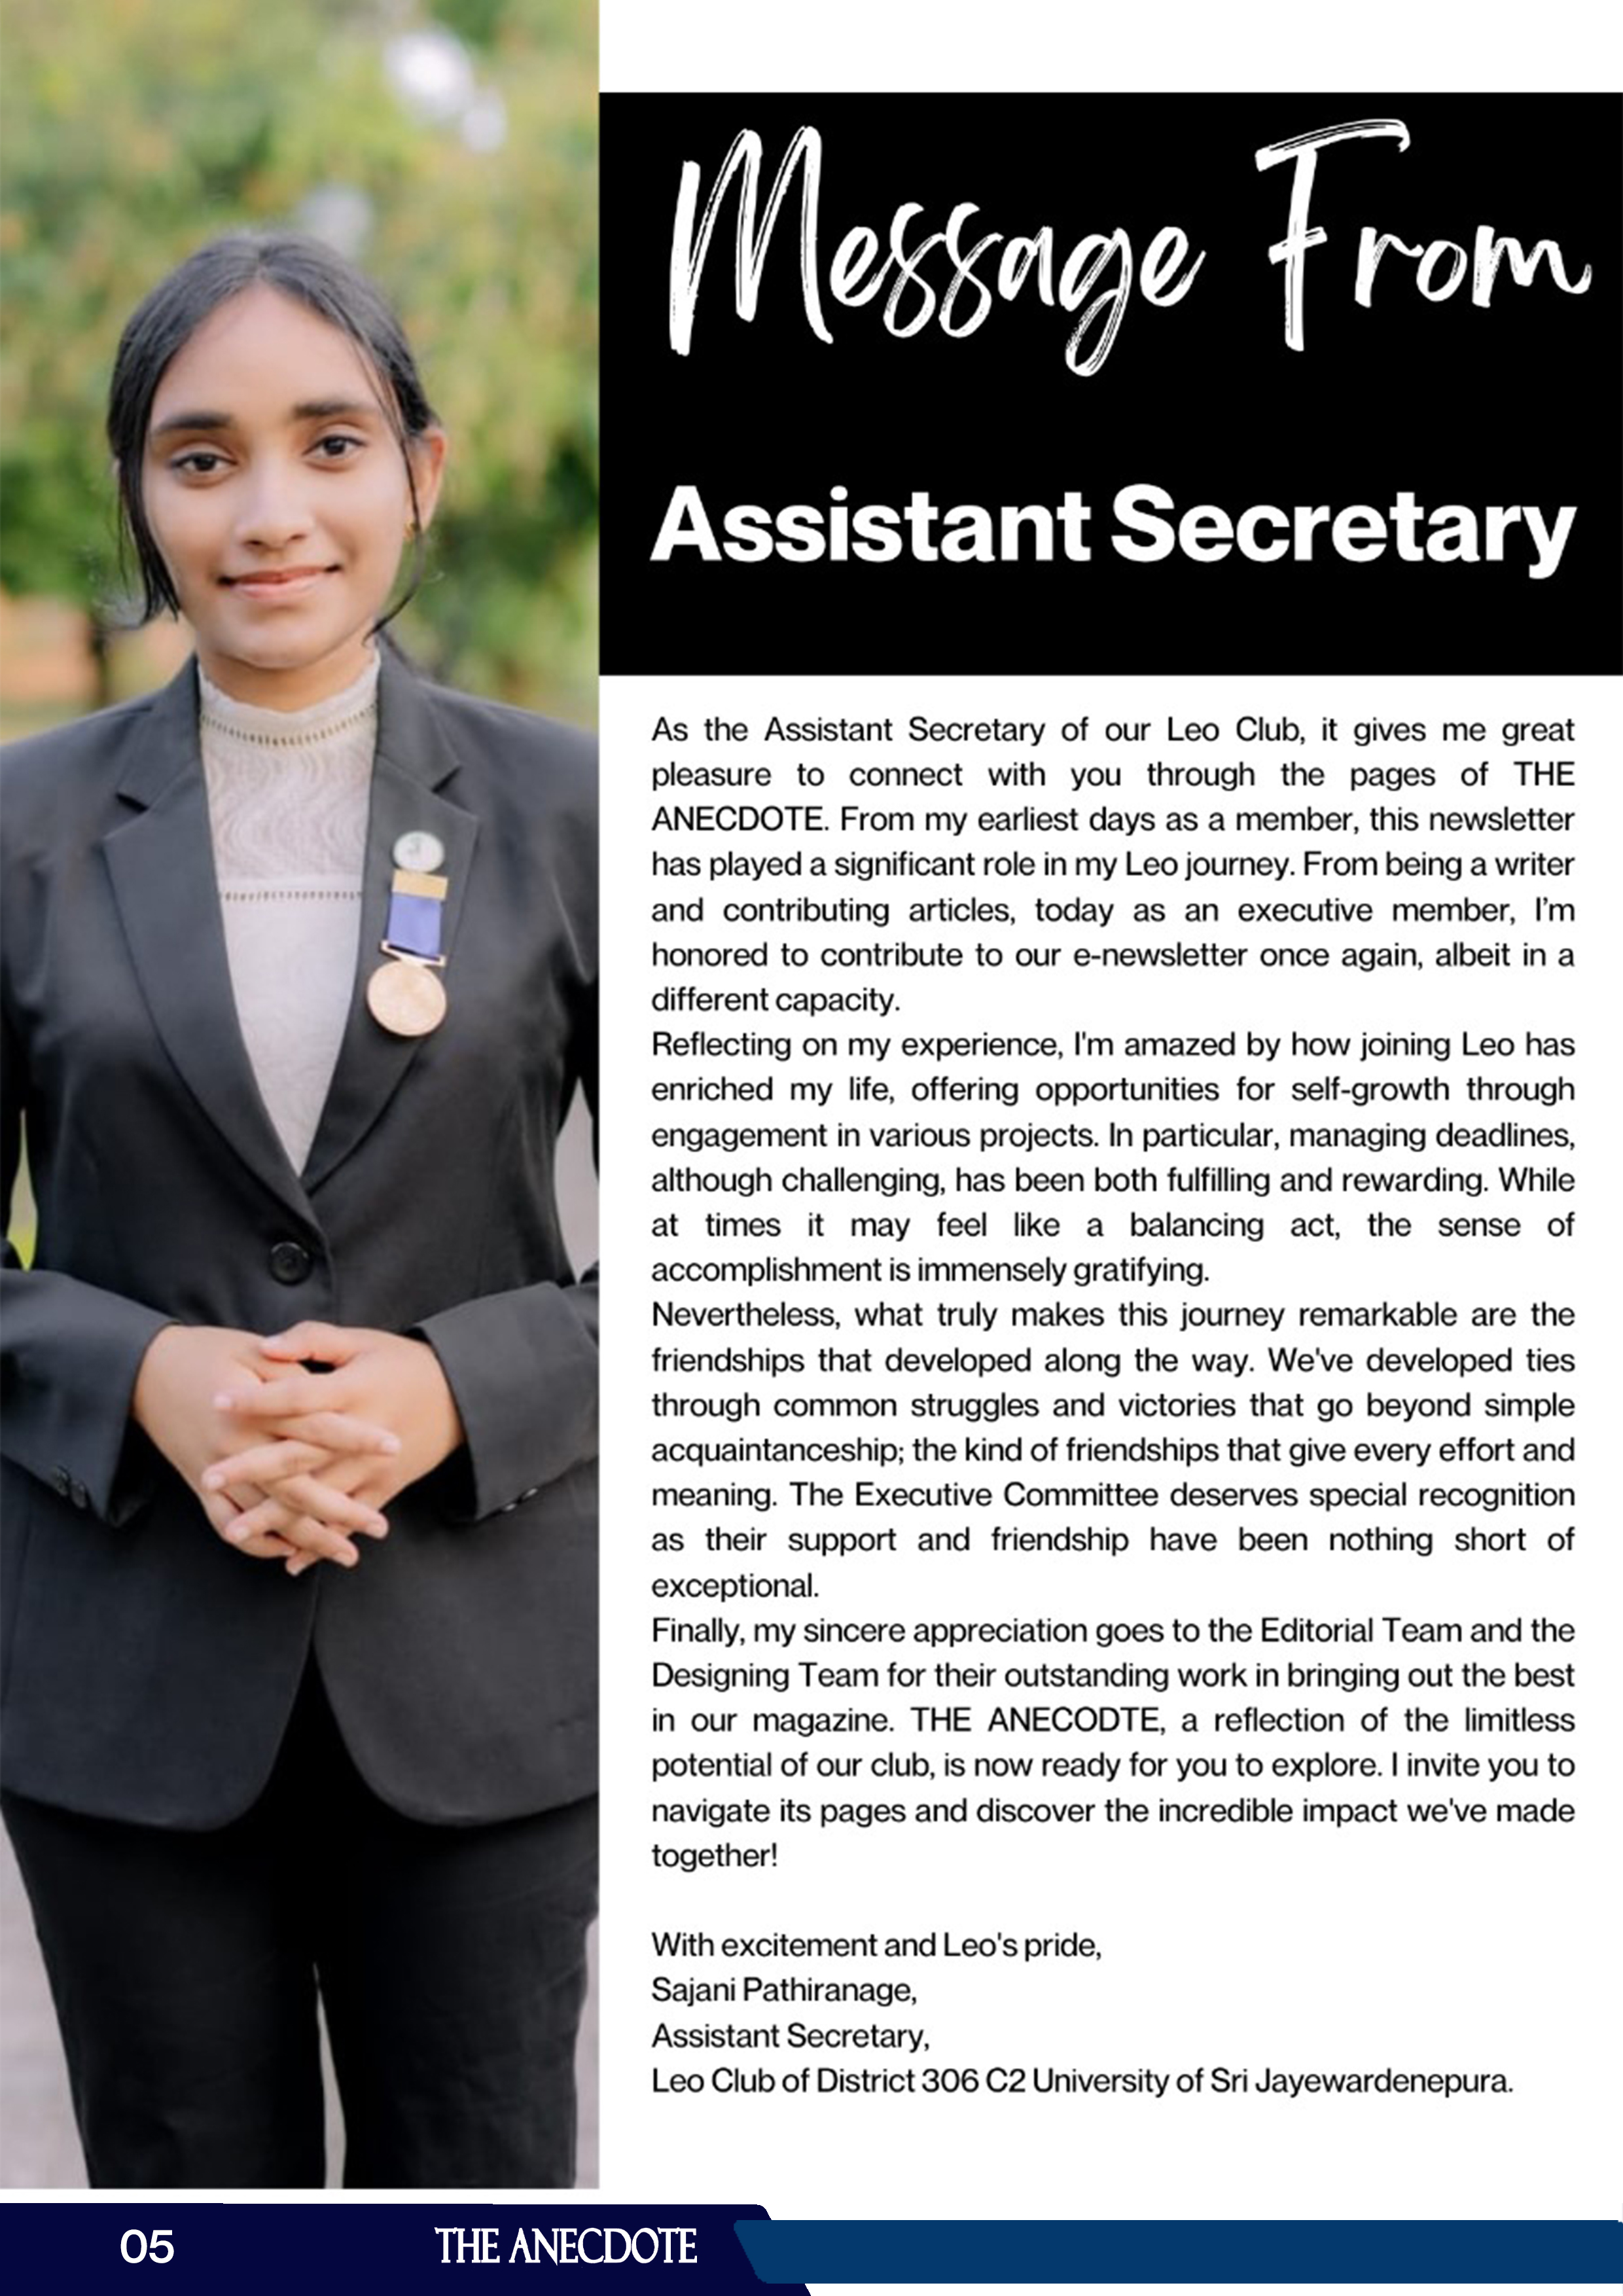 Message From
Assistant Secretary
As the Assistant Secretary of our Leo Club, it gives me great
pleasure to connect with you through the pages of THE
ANECDOTE. From my earliest days as a member, this newsletter
has played a significant role in my Leo journey. From being a writer
and contributing articles, today as an executive member, I’m
honored to contribute to our e-newsletter once again, albeit in a
different capacity.
Reflecting on my experience, I'm amazed by how joining Leo has
enriched my life, offering opportunities for self-growth through
engagement in various projects. In particular, managing deadlines,
although challenging, has been both fulfilling and rewarding. While
at times it may feel like a balancing act, the sense of
accomplishment is immensely gratifying.
Nevertheless, what truly makes this journey remarkable are the
friendships that developed along the way. We've developed ties
through common struggles and victories that go beyond simple
acquaintanceship; the kind of friendships that give every effort and
meaning. The Executive Committee deserves special recognition
as their support and friendship have been nothing short of
exceptional.
Finally, my sincere appreciation goes to the Editorial Team and the
Designing Team for their outstanding work in bringing out the best
in our magazine. THE ANECODTE, a reflection of the limitless
potential of our club, is now ready for you to explore. I invite you to
navigate its pages and discover the incredible impact we've made
together!
With excitement and Leo's pride,
Sajani Pathiranage,
Assistant Secretary,
Leo Club of District 306 C2 University of Sri Jayewardenepura.
05
THE ANECDOTE